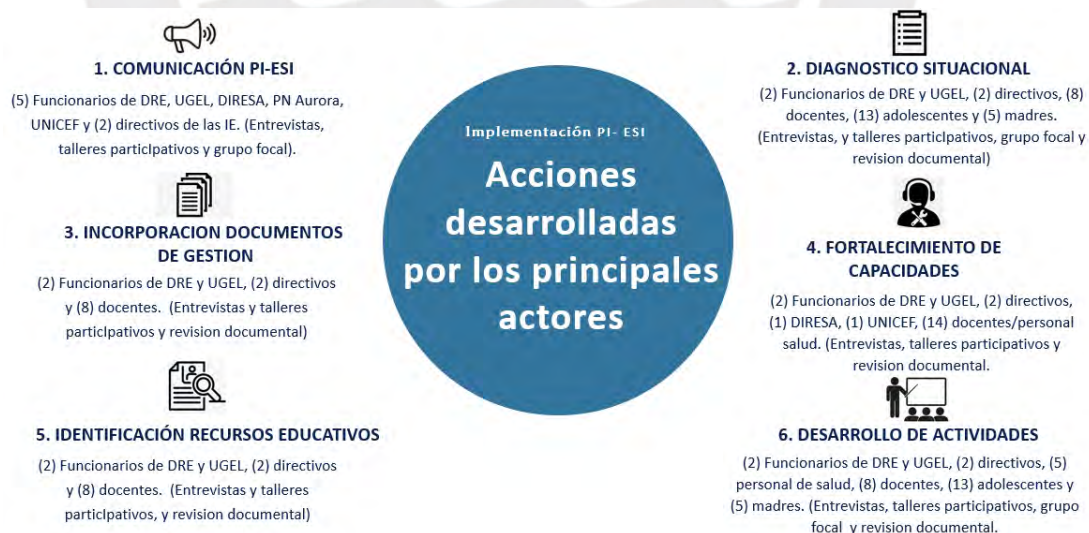 1. COMUNICACIÓN PI-ESI
(5) Funcionarios de DRE, UGEL, DIRESA, PN Aurora,
UNICEF y (2) directivos de las IE. (Entrevistas,
talleres participativos y grupo focal).
2. DIAGNOSTICO SITUACIONAL
(2) Funcionarios de DRE y UGEL, (2) directivos, (8)
docentes, (13) adolescentes y (5) madres.
(Entrevistas, y talleres participativos, grupo focal y
revision documental)
Implementación PI- ESI
Acciones
desarrolladas
por los principales
actores
3. INCORPORACION DOCUMENTOS
DE GESTION
(2) Funcionarios de DRE y UGEL, (2) directivos
y (8) docentes. (Entrevistas y talleres
participativos y revision documental)
4. FORTALECIMIENTO DE
CAPACIDADES
(2) Funcionarios de DRE y UGEL, (2) directivos,
(1) DIRESA, (1) UNICEF, (14) docentes/personal
salud. (Entrevistas, talleres participativos y
revision documental.
5. IDENTIFICACIÓN RECURSOS EDUCATIVOS
(2) Funcionarios de DRE y UGEL, (2) directivos
y (8) docentes. (Entrevistas y talleres
participativos, y revision documental)
6. DESARROLLO DE ACTIVIDADES
(2) Funcionarios de DRE y UGEL, (2) directivos, (5)
personal de salud, (8) docentes, (13) adolescentes y
(5) madres. (Entrevistas, talleres participativos, grupo
focal y revision documental.